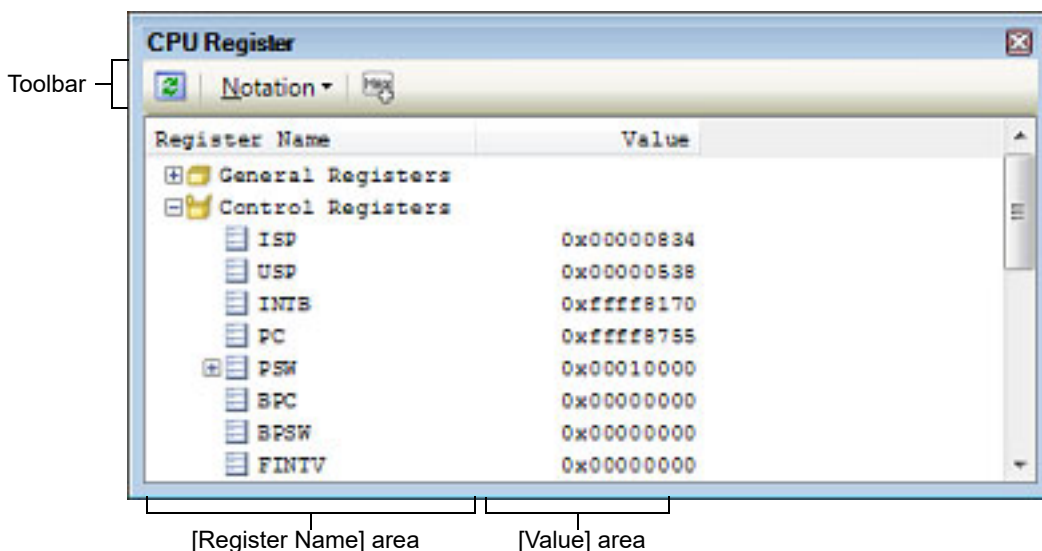 CPU Register
Toolbar
Notation
Hex
Register Name Value
General Registers
Control Registers
ISP 0x00000834
USP 0x00000538
INTB 0xffff8170
PC 0xffff8755
PSW 0x00010000
BPC 0x00000000
BPSW 0x00000000
FINTV 0x00000000
[Register Name] area [Value] area